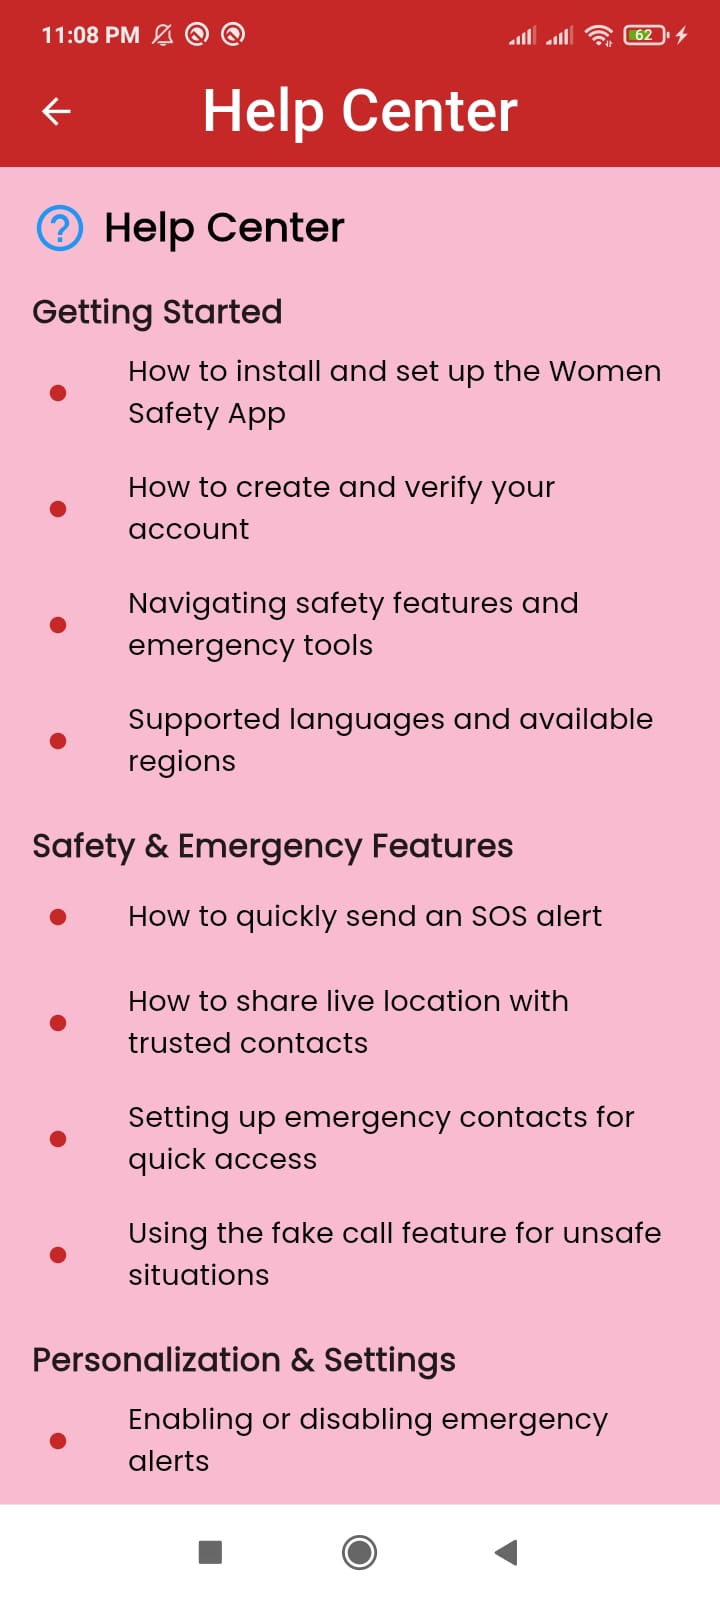 11:08 PM
62
Help Center
Help Center
Getting Started
How to install and set up the Women
Safety App
How to create and verify your
account
Navigating safety features and
emergency tools
Supported languages and available
regions
Safety & Emergency Features
How to quickly send an SOS alert
How to share live location with
trusted contacts
Setting up emergency contacts for
quick access
Using the fake call feature for unsafe
situations
Personalization & Settings
Enabling or disabling emergency
alerts